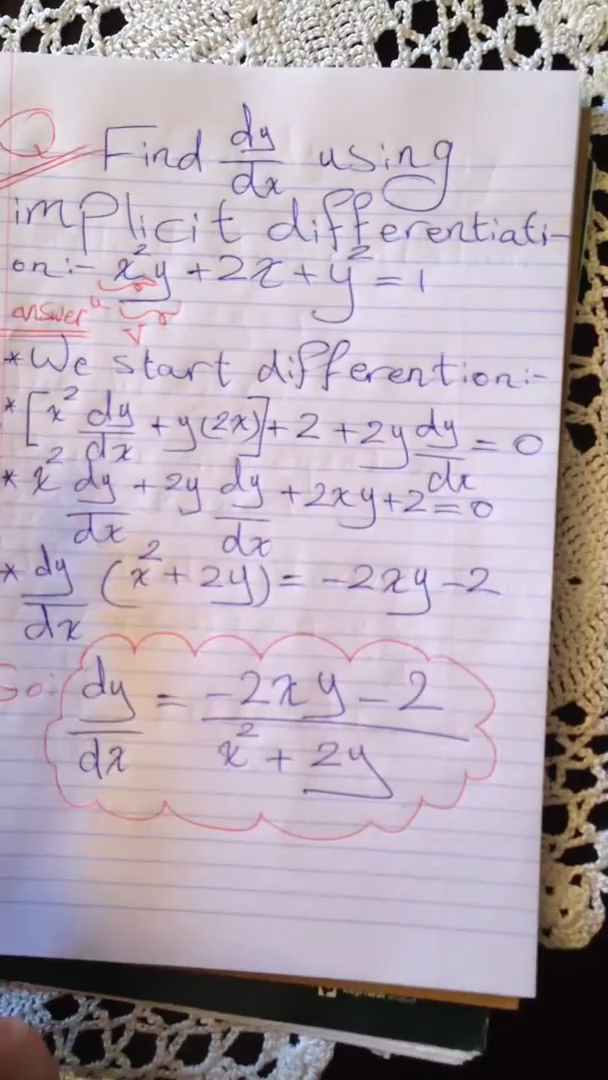 Q Find dy/dx using
implicit differentiati-
on:- x²y + 2x + y² = 1
answer u v
*We start differention:-
*[x² dy/dx + y(2x)] + 2 + 2y dy/dx = 0
* x² dy/dx + 2y dy/dx + 2xy + 2 = 0
* dy/dx (x² + 2y) = -2xy - 2
So: dy/dx = -2xy - 2 / x² + 2y